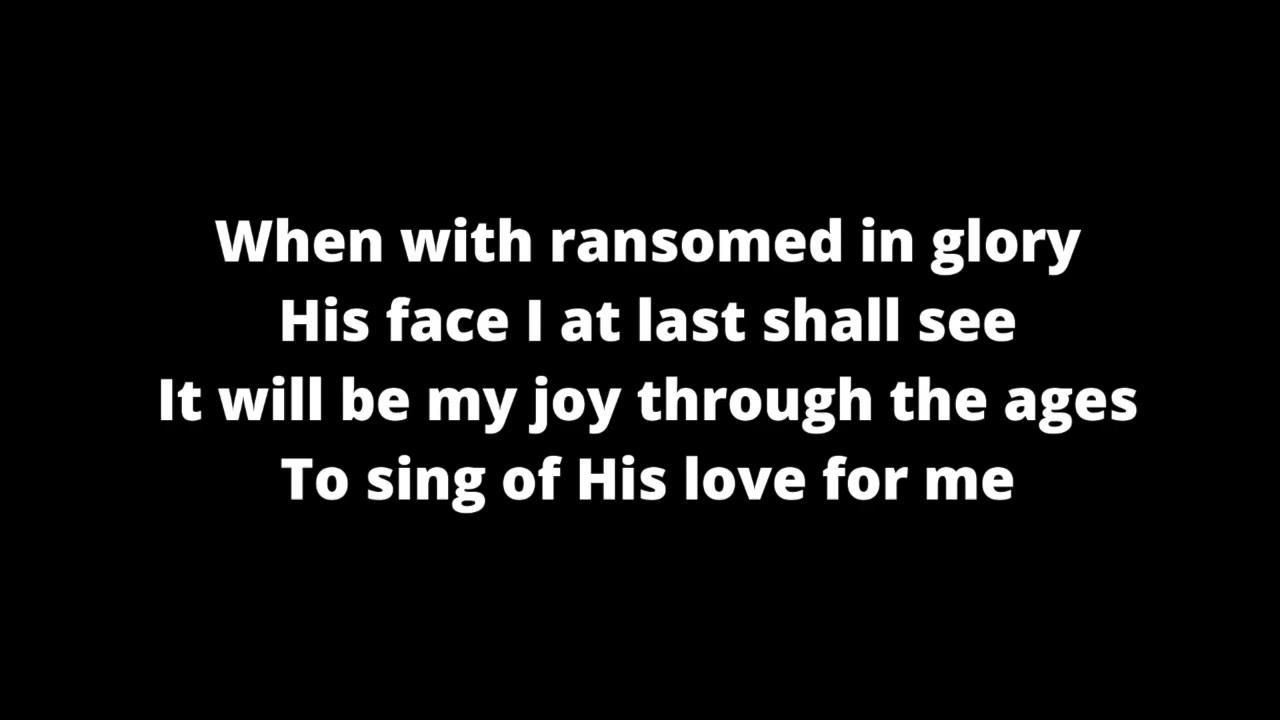 When with ransomed in glory
His face I at last shall see
It will be my joy through the ages
To sing of His love for me